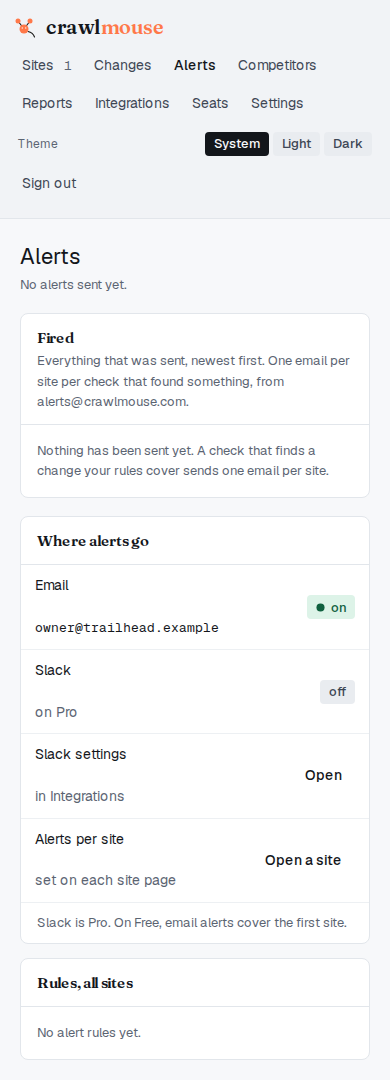 crawlmouse
Sites 1 Changes Alerts Competitors
Reports Integrations Seats Settings
Theme System Light Dark
Sign out
Alerts
No alerts sent yet.
Fired
Everything that was sent, newest first. One email per
site per check that found something, from
alerts@crawlmouse.com.
Nothing has been sent yet. A check that finds a
change your rules cover sends one email per site.
Where alerts go
Email
on
owner@trailhead.example
Slack
off
on Pro
Slack settings
Open
in Integrations
Alerts per site
Open a site
set on each site page
Slack is Pro. On Free, email alerts cover the first site.
Rules, all sites
No alert rules yet.